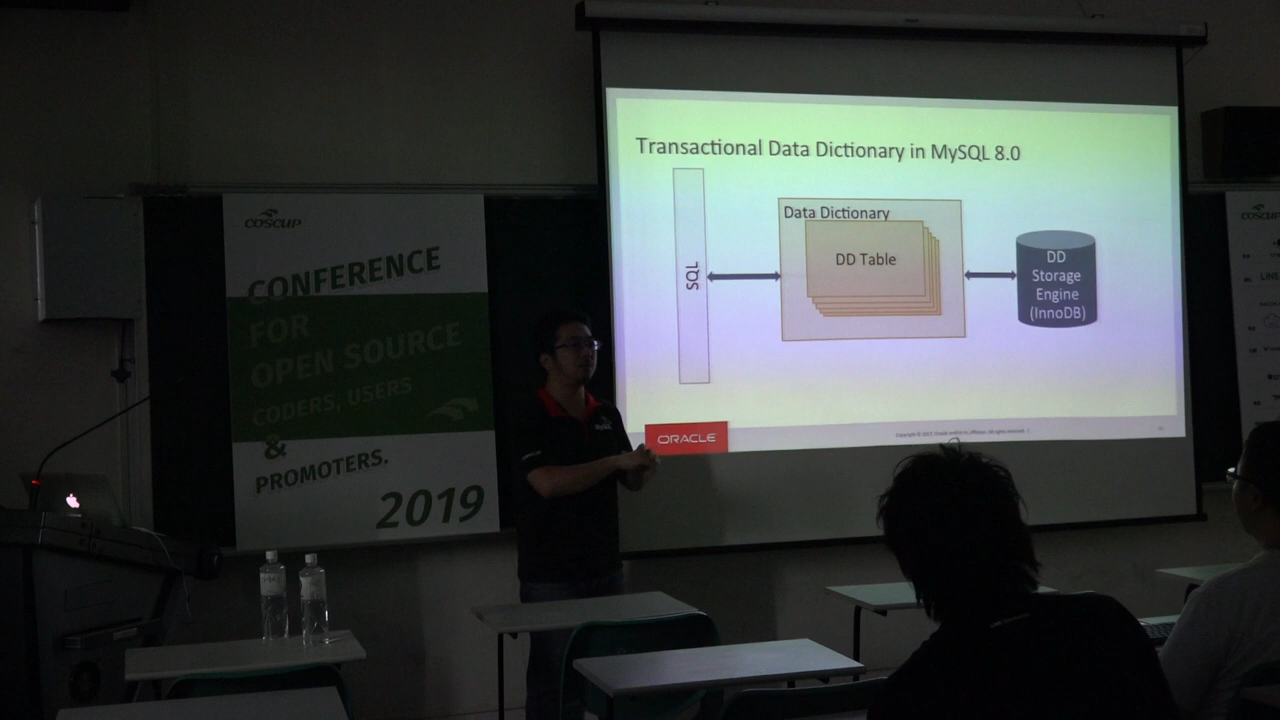 COSCUP
CONFERENCE
FOR
OPEN SOURCE
CODERS, USERS
&
PROMOTERS.
2019
MySQL
Transactional Data Dictionary in MySQL 8.0
SQL
Data Dictionary
DD Table
DD
Storage
Engine
(InnoDB)
ORACLE
COSCUP